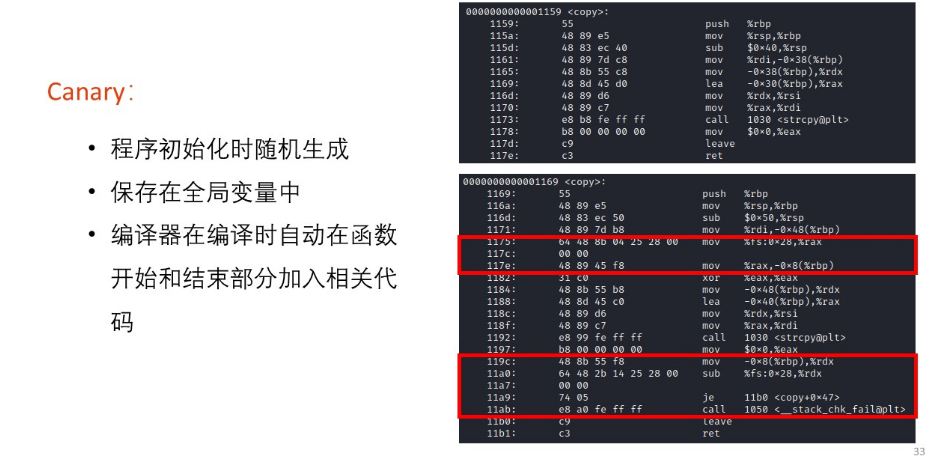 Canary：
• 程序初始化时随机生成
• 保存在全局变量中
• 编译器在编译时自动在函数
开始和结束部分加入相关代
码
0000000000001159 <copy>:
1159: 55 push %rbp
115a: 48 89 e5 mov %rsp,%rbp
115d: 48 83 ec 40 sub $0×40,%rsp
1161: 48 89 7d c8 mov %rdi,-0×38(%rbp)
1165: 48 8b 55 c8 mov -0×38(%rbp),%rdx
1169: 48 8d 45 d0 lea -0×30(%rbp),%rax
116d: 48 89 d6 mov %rdx,%rsi
1170: 48 89 c7 mov %rax,%rdi
1173: e8 b8 fe ff ff call 1030 <strcpy@plt>
1178: b8 00 00 00 00 mov $0×0,%eax
117d: c9 leave
117e: c3 ret
0000000000001169 <copy>:
1169: 55 push %rbp
116a: 48 89 e5 mov %rsp,%rbp
116d: 48 83 ec 50 sub $0×50,%rsp
1171: 48 89 7d b8 mov %rdi,-0×48(%rbp)
1175: 64 48 8b 04 25 28 00 mov %fs:0×28,%rax
117c: 00 00
117e: 48 89 45 f8 mov %rax,-0×8(%rbp)
1182: 31 c0 xor %eax,%eax
1184: 48 8b 55 b8 mov -0×48(%rbp),%rdx
1188: 48 8d 45 c0 lea -0×40(%rbp),%rax
118c: 48 89 d6 mov %rdx,%rsi
118f: 48 89 c7 mov %rax,%rdi
1192: e8 99 fe ff ff call 1030 <strcpy@plt>
1197: b8 00 00 00 00 mov $0×0,%eax
119c: 48 8b 55 f8 mov -0×8(%rbp),%rdx
11a0: 64 48 2b 14 25 28 00 sub %fs:0×28,%rdx
11a7: 00 00
11a9: 74 05 je 11b0 <copy+0×47>
11ab: e8 a0 fe ff ff call 1050 <__stack_chk_fail@plt>
11b0: c9 leave
11b1: c3 ret
33